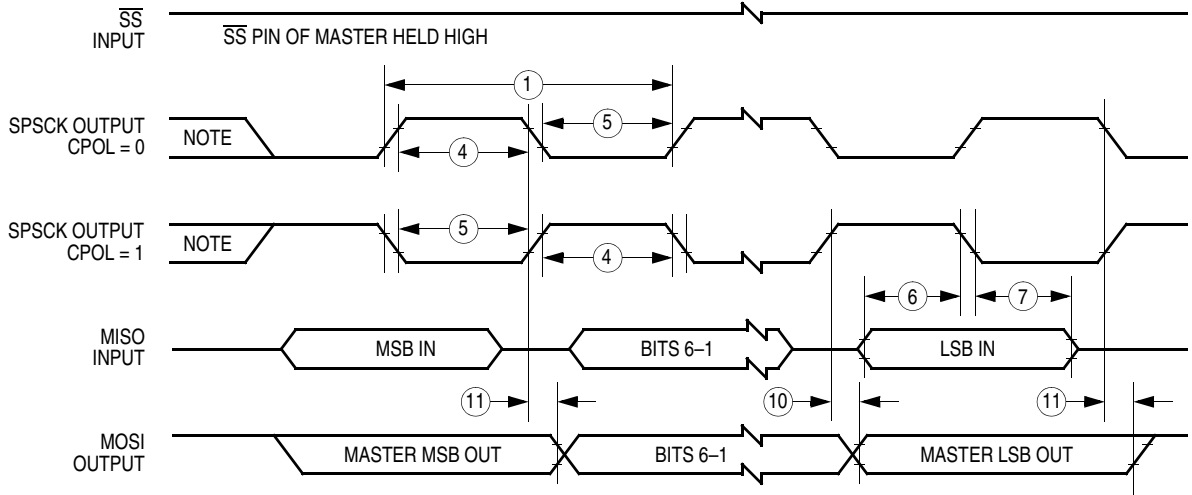 SS
INPUT
SS PIN OF MASTER HELD HIGH
1
SPSCK OUTPUT
CPOL = 0
NOTE
5
4
SPSCK OUTPUT
CPOL = 1
NOTE
5
4
6
7
MISO
INPUT
MSB IN
BITS 6–1
LSB IN
11
10
11
MOSI
OUTPUT
MASTER MSB OUT
BITS 6–1
MASTER LSB OUT